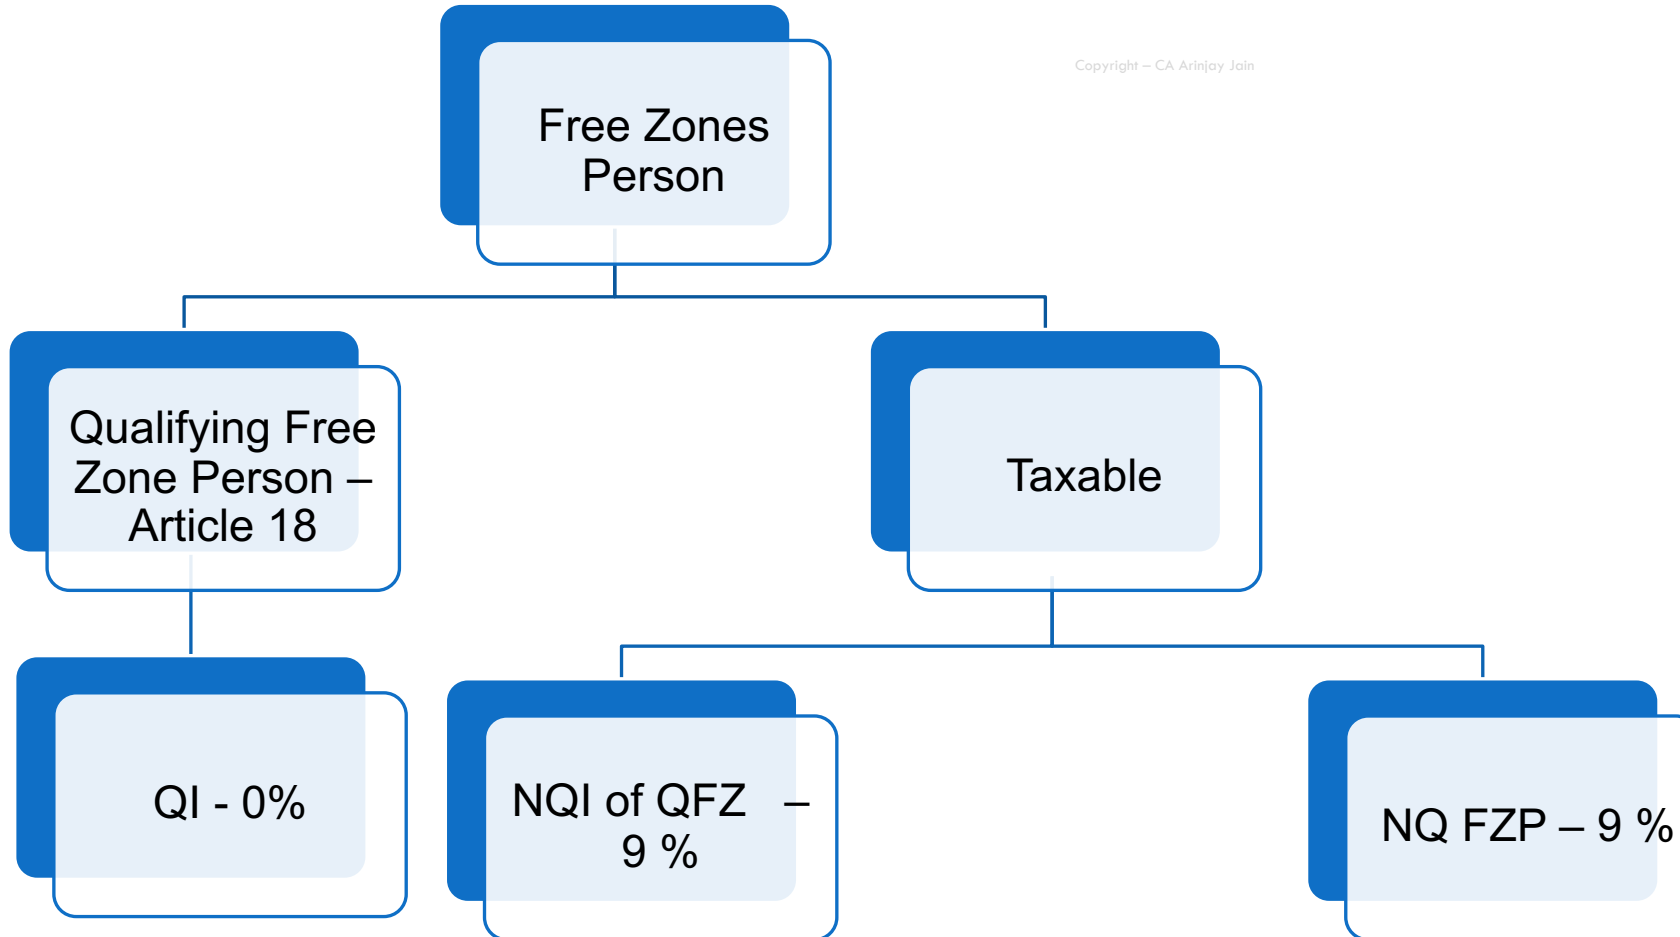 Copyright – CA Arinjay Jain
Free Zones
Person
Qualifying Free
Zone Person –
Article 18
Taxable
QI - 0%
NQI of QFZ –
9 %
NQ FZP – 9 %